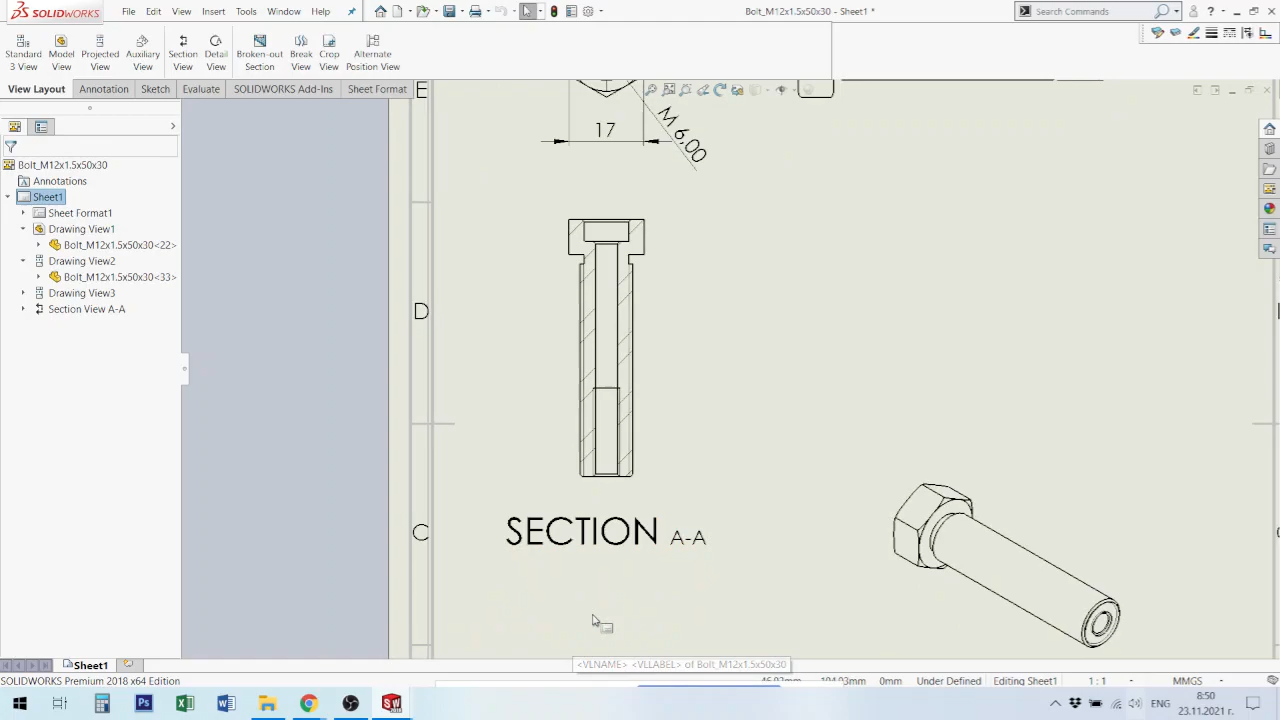 SOLIDWORKS File Edit View Insert Tools Window Help Bolt_M12x1.5x50x30 - Sheet1 * Search Commands
Standard 3 View Model View Projected View Auxiliary View Section View Detail View Broken-out Section Break View Crop View Alternate Position View
View Layout Annotation Sketch Evaluate SOLIDWORKS Add-Ins Sheet Format
E
17
M 6,00
Bolt_M12x1.5x50x30
Annotations
Sheet1
Sheet Format1
Drawing View1
Bolt_M12x1.5x50x30<22>
Drawing View2
Bolt_M12x1.5x50x30<33>
Drawing View3
Section View A-A
D
C
SECTION A-A
Sheet1
<VLNAME> <VLLABEL> of Bolt_M12x1.5x50x30
SOLIDWORKS Premium 2018 x64 Edition 0mm Under Defined Editing Sheet1 1 : 1 MMGS
ENG 8:50
23.11.2021 г.